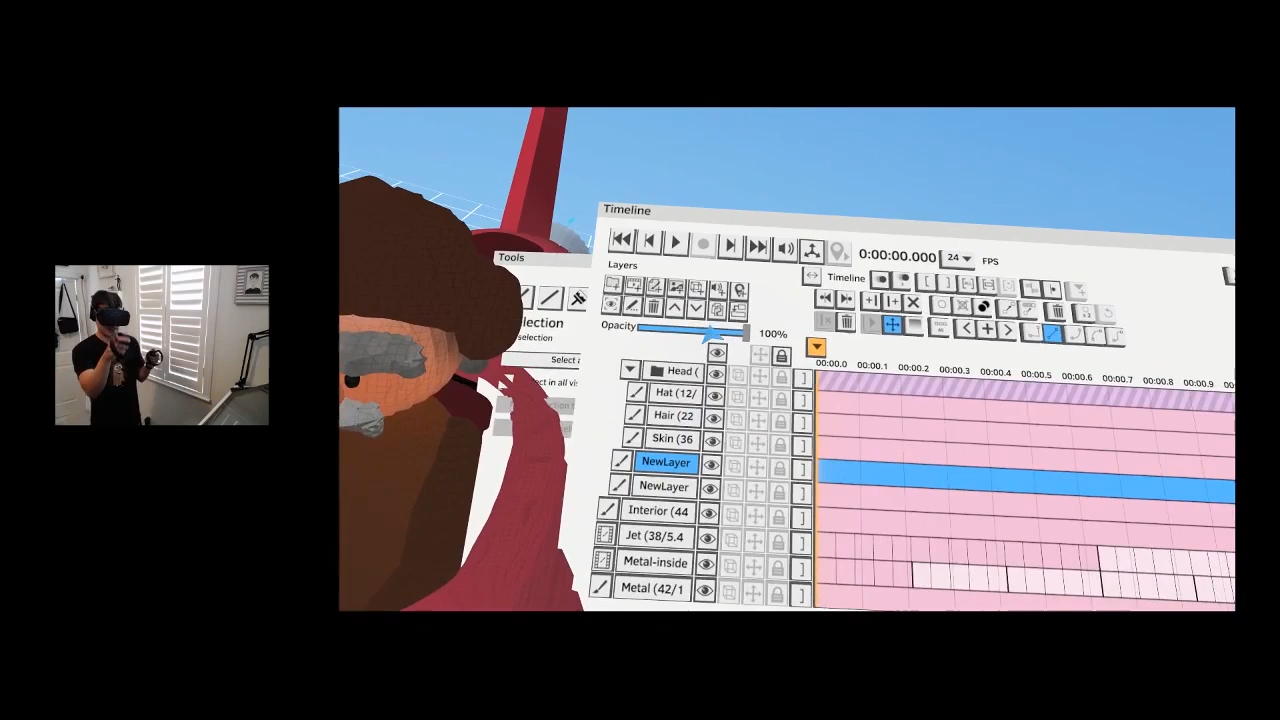 Timeline
Tools
0:00:00.000 24 FPS
Layers
Timeline
Opacity 100%
selection
Select
00:00.0 00:00.1 00:00.2 00:00.3 00:00.4 00:00.5 00:00.6 00:00.7 00:00.8 00:00.9
Head (
Hat (12/
Hair (22
Skin (36
NewLayer
NewLayer
Interior (44
Jet (38/5.4
Metal-inside
Metal (42/1